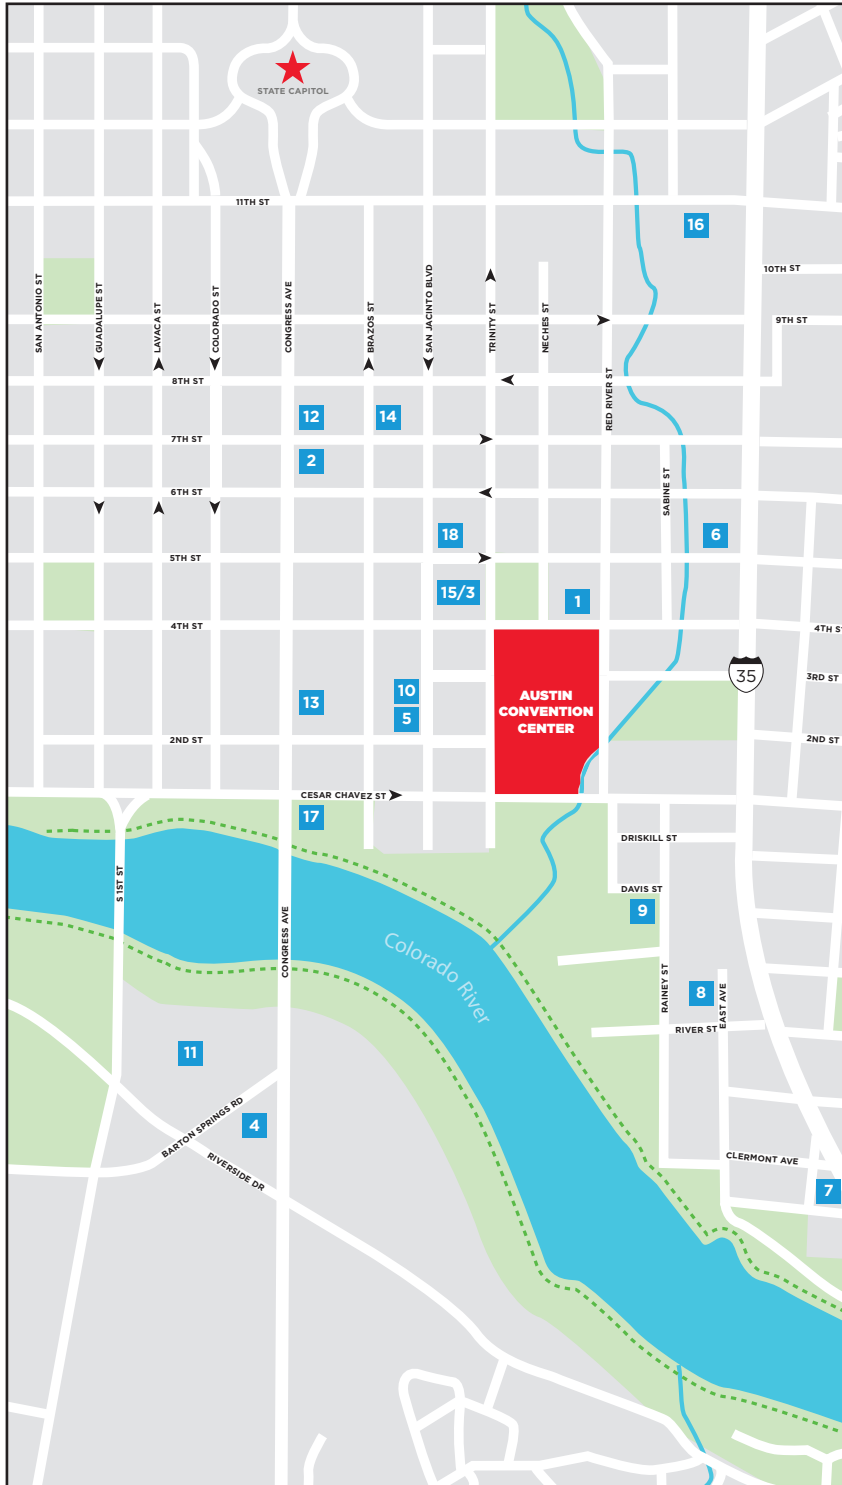 STATE CAPITOL
11TH ST
16
10TH ST
SAN ANTONIO ST
GUADALUPE ST
LAVACA ST
COLORADO ST
CONGRESS AVE
BRAZOS ST
SAN JACINTO BLVD
TRINITY ST
NECHES ST
9TH ST
8TH ST
RED RIVER ST
12
14
7TH ST
2
6TH ST
SABINE ST
18
6
5TH ST
15/3
1
4TH ST
4TH ST
35
3RD ST
AUSTIN
CONVENTION
CENTER
10
13
5
2ND ST
2ND ST
CESAR CHAVEZ ST
17
DRISKILL ST
S 1ST ST
DAVIS ST
9
CONGRESS AVE
Colorado River
RAINEY ST
8
EAST AVE
RIVER ST
11
BARTON SPRINGS RD
4
RIVERSIDE DR
CLERMONT AVE
7